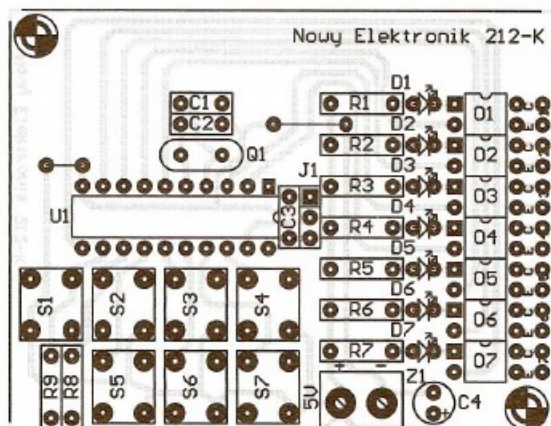 Nowy Elektronik 212-K
D1
C1
R1
O1
C2
D2
R2
O2
Q1
D3
J1
R3
O3
D4
U1
C3
R4
O4
D5
R5
O5
S1
S2
S3
S4
D6
R6
O6
D7
R7
O7
R9
R8
S5
S6
S7
5V
+ -
Z1
C4
+